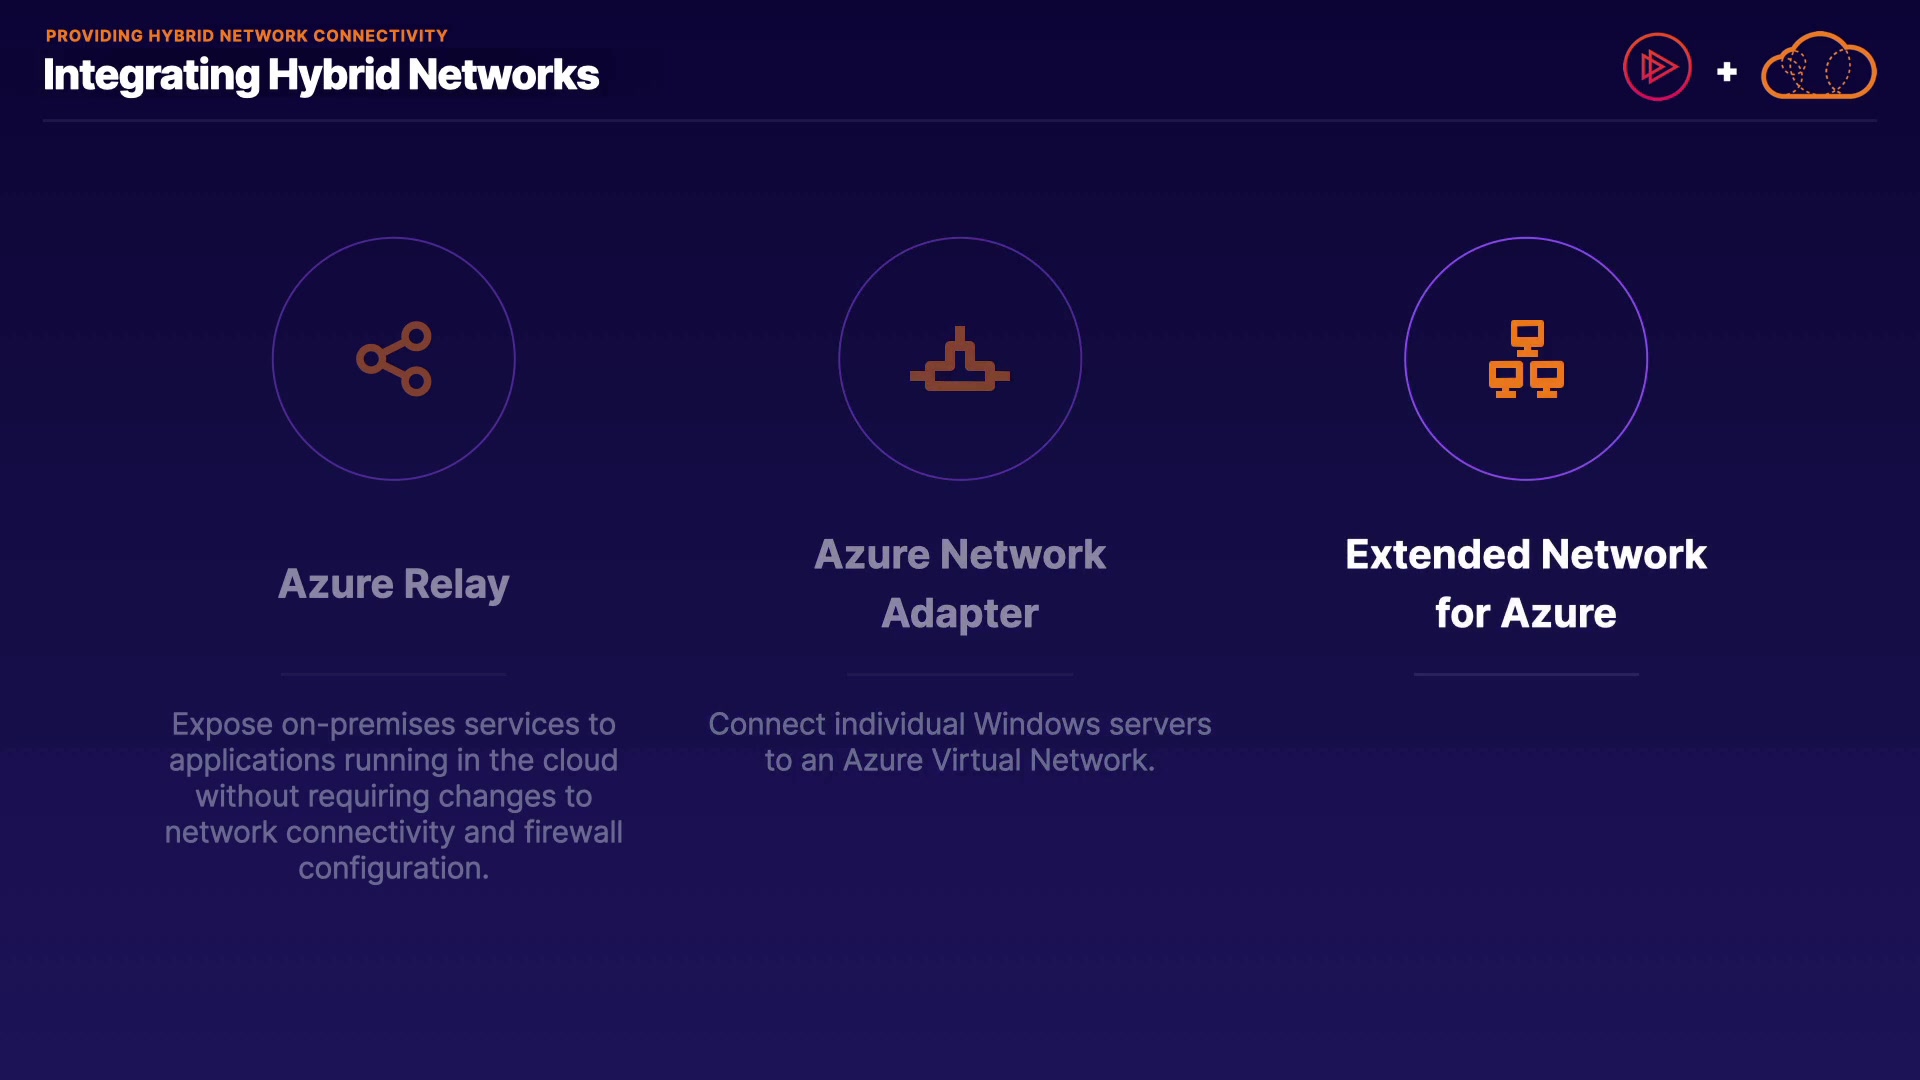 PROVIDING HYBRID NETWORK CONNECTIVITY
Integrating Hybrid Networks
+
Azure Relay
Expose on-premises services to
applications running in the cloud
without requiring changes to
network connectivity and firewall
configuration.
Azure Network
Adapter
Connect individual Windows servers
to an Azure Virtual Network.
Extended Network
for Azure